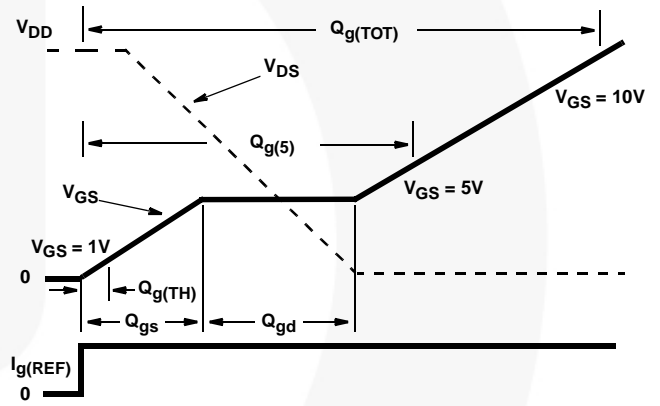 V_DD
Q_g(TOT)
V_DS
V_GS = 10V
Q_g(5)
V_GS
V_GS = 5V
V_GS = 1V
0
Q_g(TH)
Q_gs
Q_gd
I_g(REF)
0